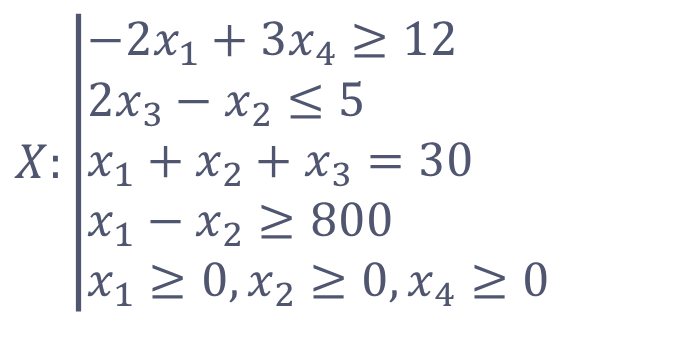 −2x₁ + 3x₄ ≥ 12
2x₃ − x₂ ≤ 5
X: x₁ + x₂ + x₃ = 30
x₁ − x₂ ≥ 800
x₁ ≥ 0, x₂ ≥ 0, x₄ ≥ 0